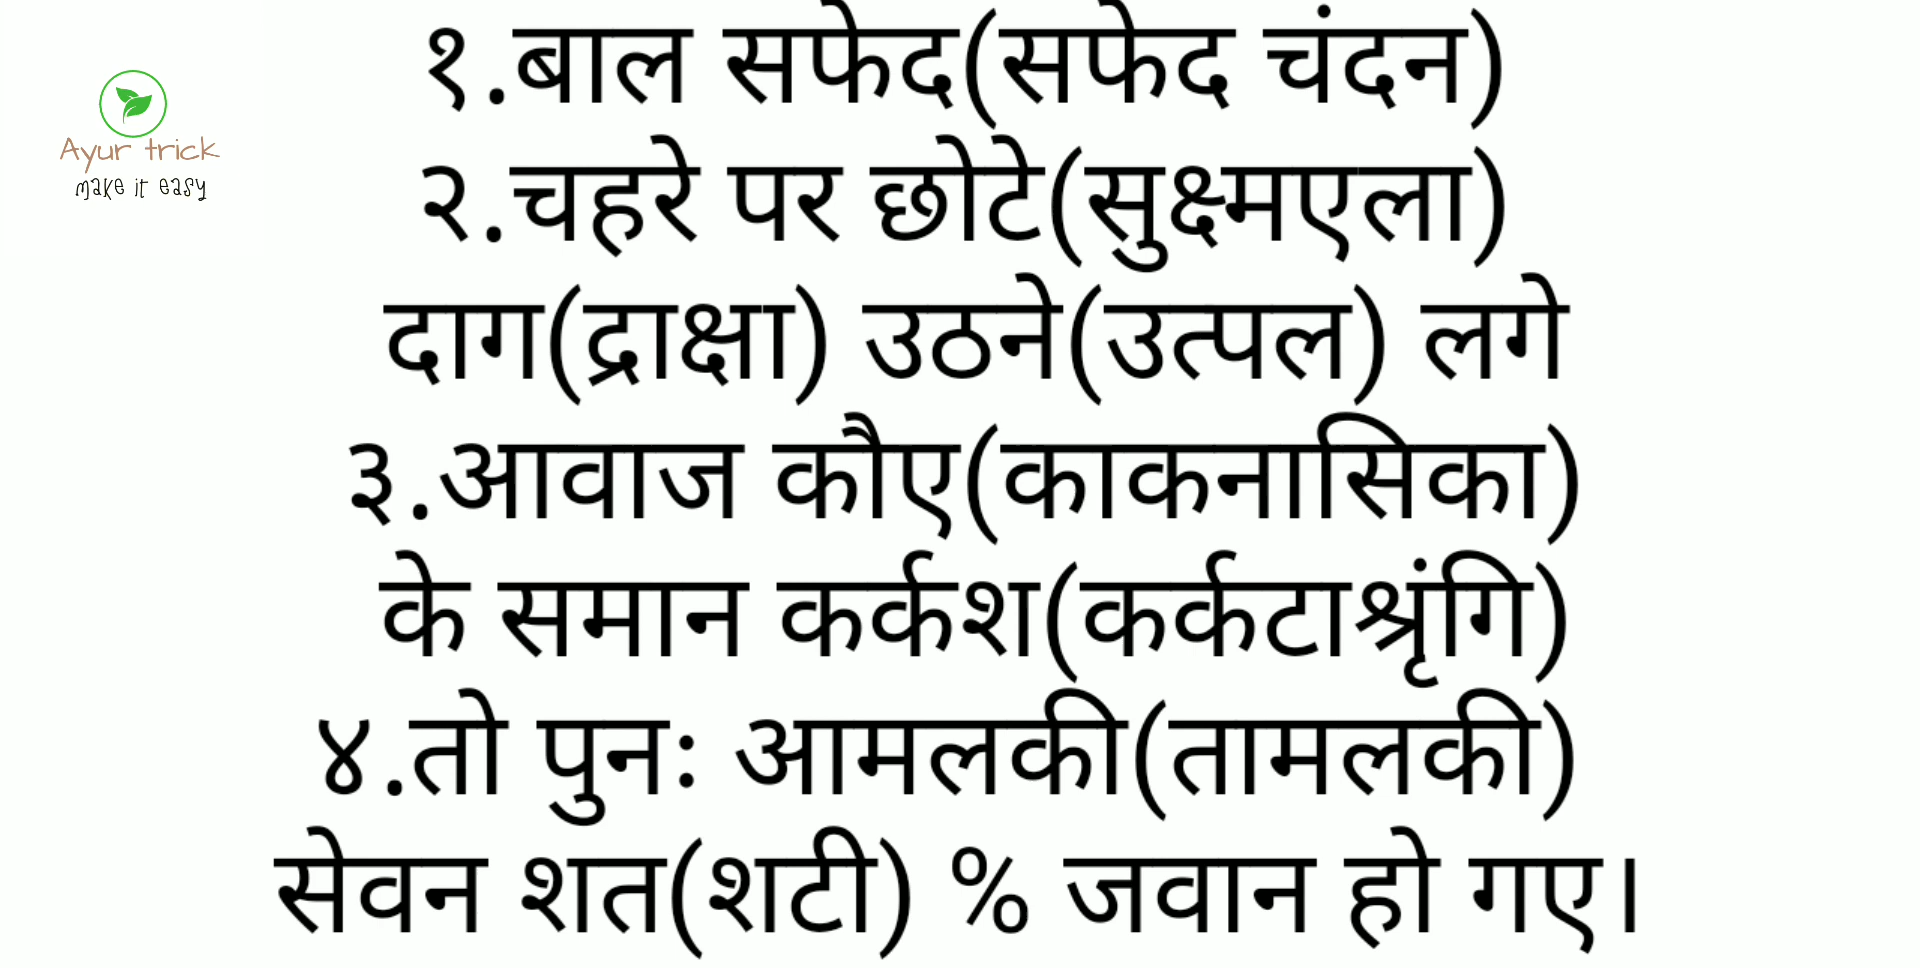 १.बाल सफेद(सफेद चंदन)
Ayur trick
make it easy
२.चहरे पर छोटे(सुक्ष्मएला)
दाग(द्राक्षा) उठने(उत्पल) लगे
३.आवाज कौए(काकनासिका)
के समान कर्कश(कर्कटाश्रृंगि)
४.तो पुनः आमलकी(तामलकी)
सेवन शत(शटी) % जवान हो गए।